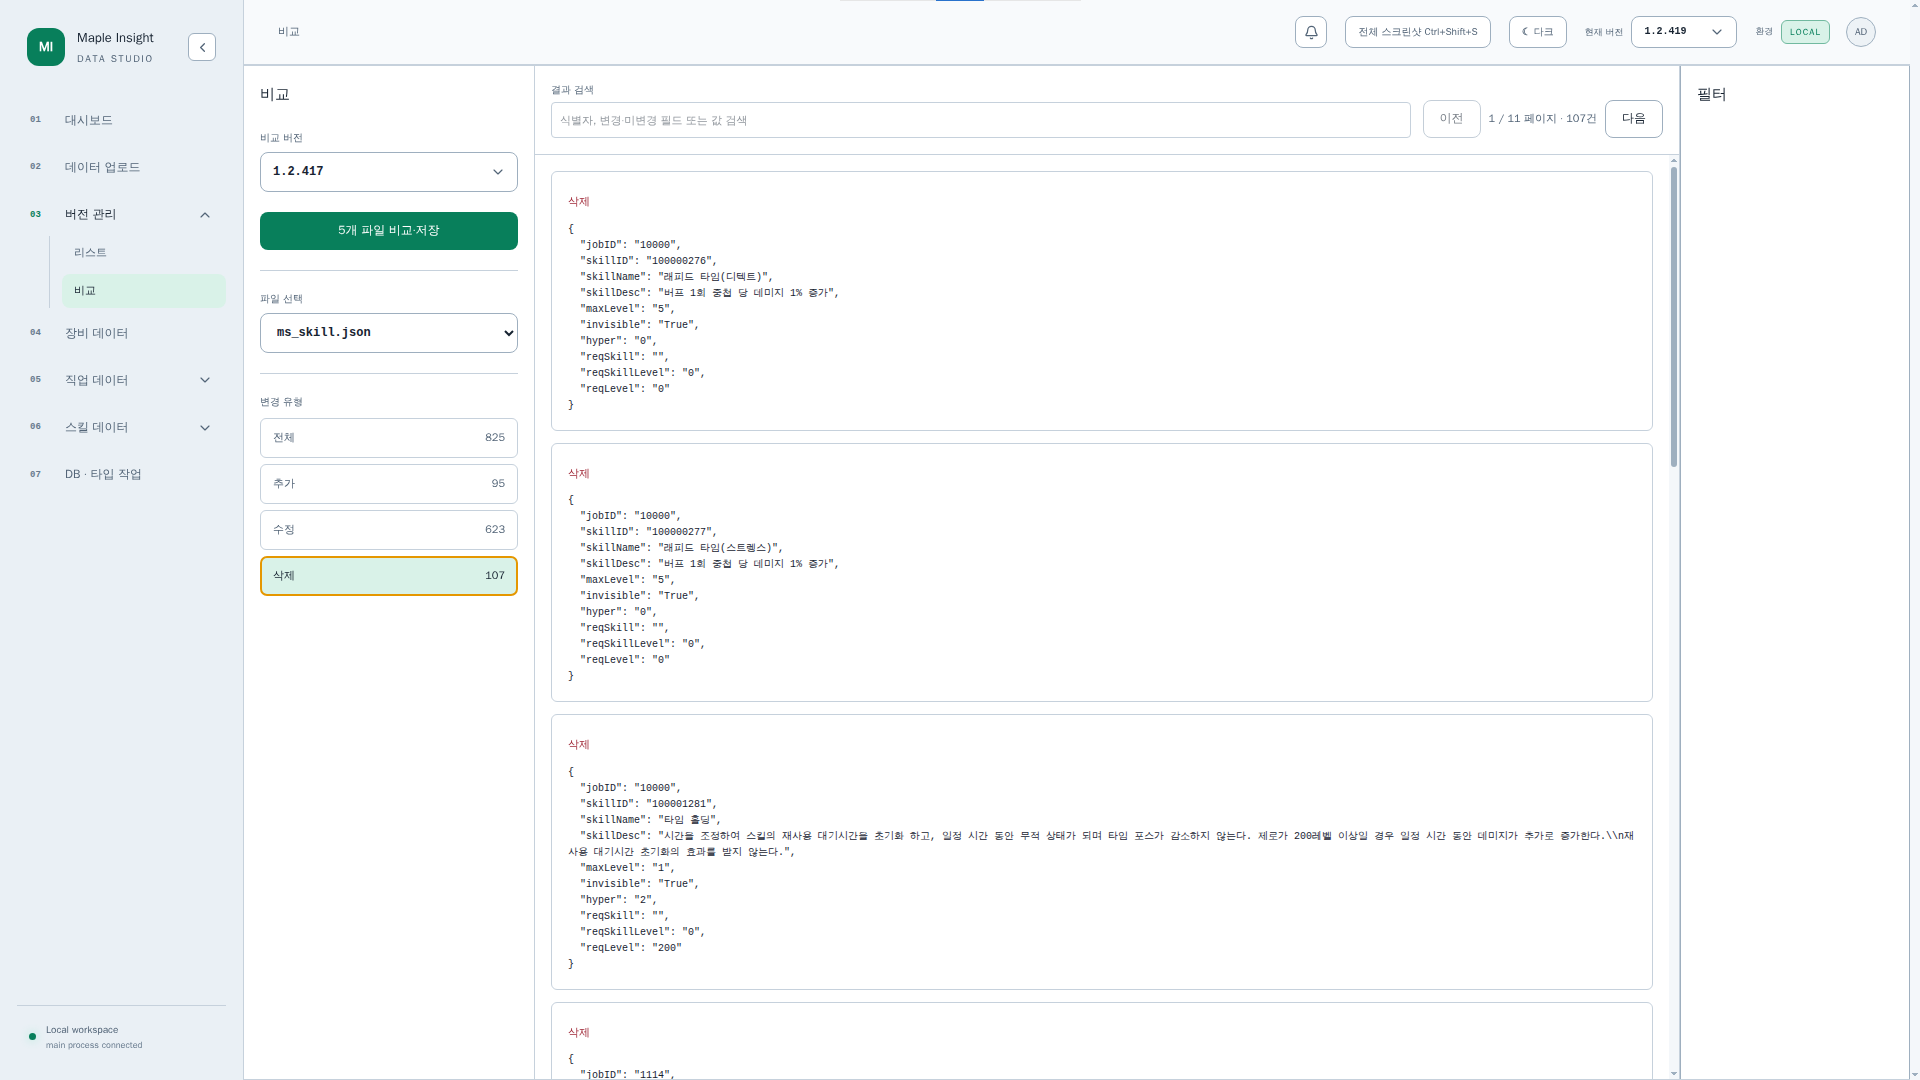 MI
Maple Insight
DATA STUDIO
01 대시보드
02 데이터 업로드
03 버전 관리
리스트
비교
04 장비 데이터
05 직업 데이터
06 스킬 데이터
07 DB · 타입 작업
Local workspace
main process connected
비교
전체 스크린샷 Ctrl+Shift+S
☾ 다크
현재 버전
1.2.419
환경
LOCAL
AD
비교
비교 버전
1.2.417
5개 파일 비교·저장
파일 선택
ms_skill.json
변경 유형
전체 825
추가 95
수정 623
삭제 107
결과 검색
식별자, 변경·미변경 필드 또는 값 검색
이전
1 / 11 페이지 · 107건
다음
삭제
{
"jobID": "10000",
"skillID": "100000276",
"skillName": "래피드 타임(디텍트)",
"skillDesc": "버프 1회 중첩 당 데미지 1% 증가",
"maxLevel": "5",
"invisible": "True",
"hyper": "0",
"reqSkill": "",
"reqSkillLevel": "0",
"reqLevel": "0"
}
삭제
{
"jobID": "10000",
"skillID": "100000277",
"skillName": "래피드 타임(스트렝스)",
"skillDesc": "버프 1회 중첩 당 데미지 1% 증가",
"maxLevel": "5",
"invisible": "True",
"hyper": "0",
"reqSkill": "",
"reqSkillLevel": "0",
"reqLevel": "0"
}
삭제
{
"jobID": "10000",
"skillID": "100001281",
"skillName": "타임 홀딩",
"skillDesc": "시간을 조정하여 스킬의 재사용 대기시간을 초기화 하고, 일정 시간 동안 무적 상태가 되며 타임 포스가 감소하지 않는다. 제로가 200레벨 이상일 경우 일정 시간 동안 데미지가 추가로 증가한다.\\n재
사용 대기시간 초기화의 효과를 받지 않는다.",
"maxLevel": "1",
"invisible": "True",
"hyper": "2",
"reqSkill": "",
"reqSkillLevel": "0",
"reqLevel": "200"
}
삭제
{
"jobID": "1114",
필터